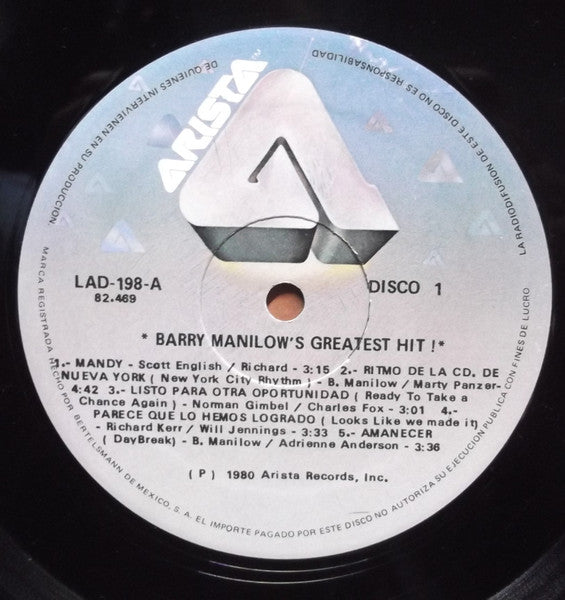 ARISTA
LAD-198-A
82.469
DISCO 1
* BARRY MANILOW'S GREATEST HIT !*
1.- MANDY - Scott English / Richard - 3:15 2.- RITMO DE LA CD. DE
NUEVA YORK ( New York City Rhythm ) - B. Manilow / Marty Panzer-
4:42 3.- LISTO PARA OTRA OPORTUNIDAD ( Ready To Take a
Chance Again ) - Norman Gimbel / Charles Fox - 3:01 4.-
PARECE QUE LO HEMOS LOGRADO ( Looks Like we made it)
- Richard Kerr / Will Jennings - 3:33 5.- AMANECER
( DayBreak) - B. Manilow / Adrienne Anderson - 3:36
( P ) 1980 Arista Records, Inc.
MARCA REGISTRADA HECHO POR BERTELSMANN DE MEXICO, S. A. EL IMPORTE PAGADO POR ESTE DISCO NO AUTORIZA SU EJECUCION PUBLICA CON FINES DE LUCRO
LA RADIODIFUSION DE ESTE DISCO NO ES RESPONSABILIDAD
DE QUIENES INTERVIENEN EN SU PRODUCCION.